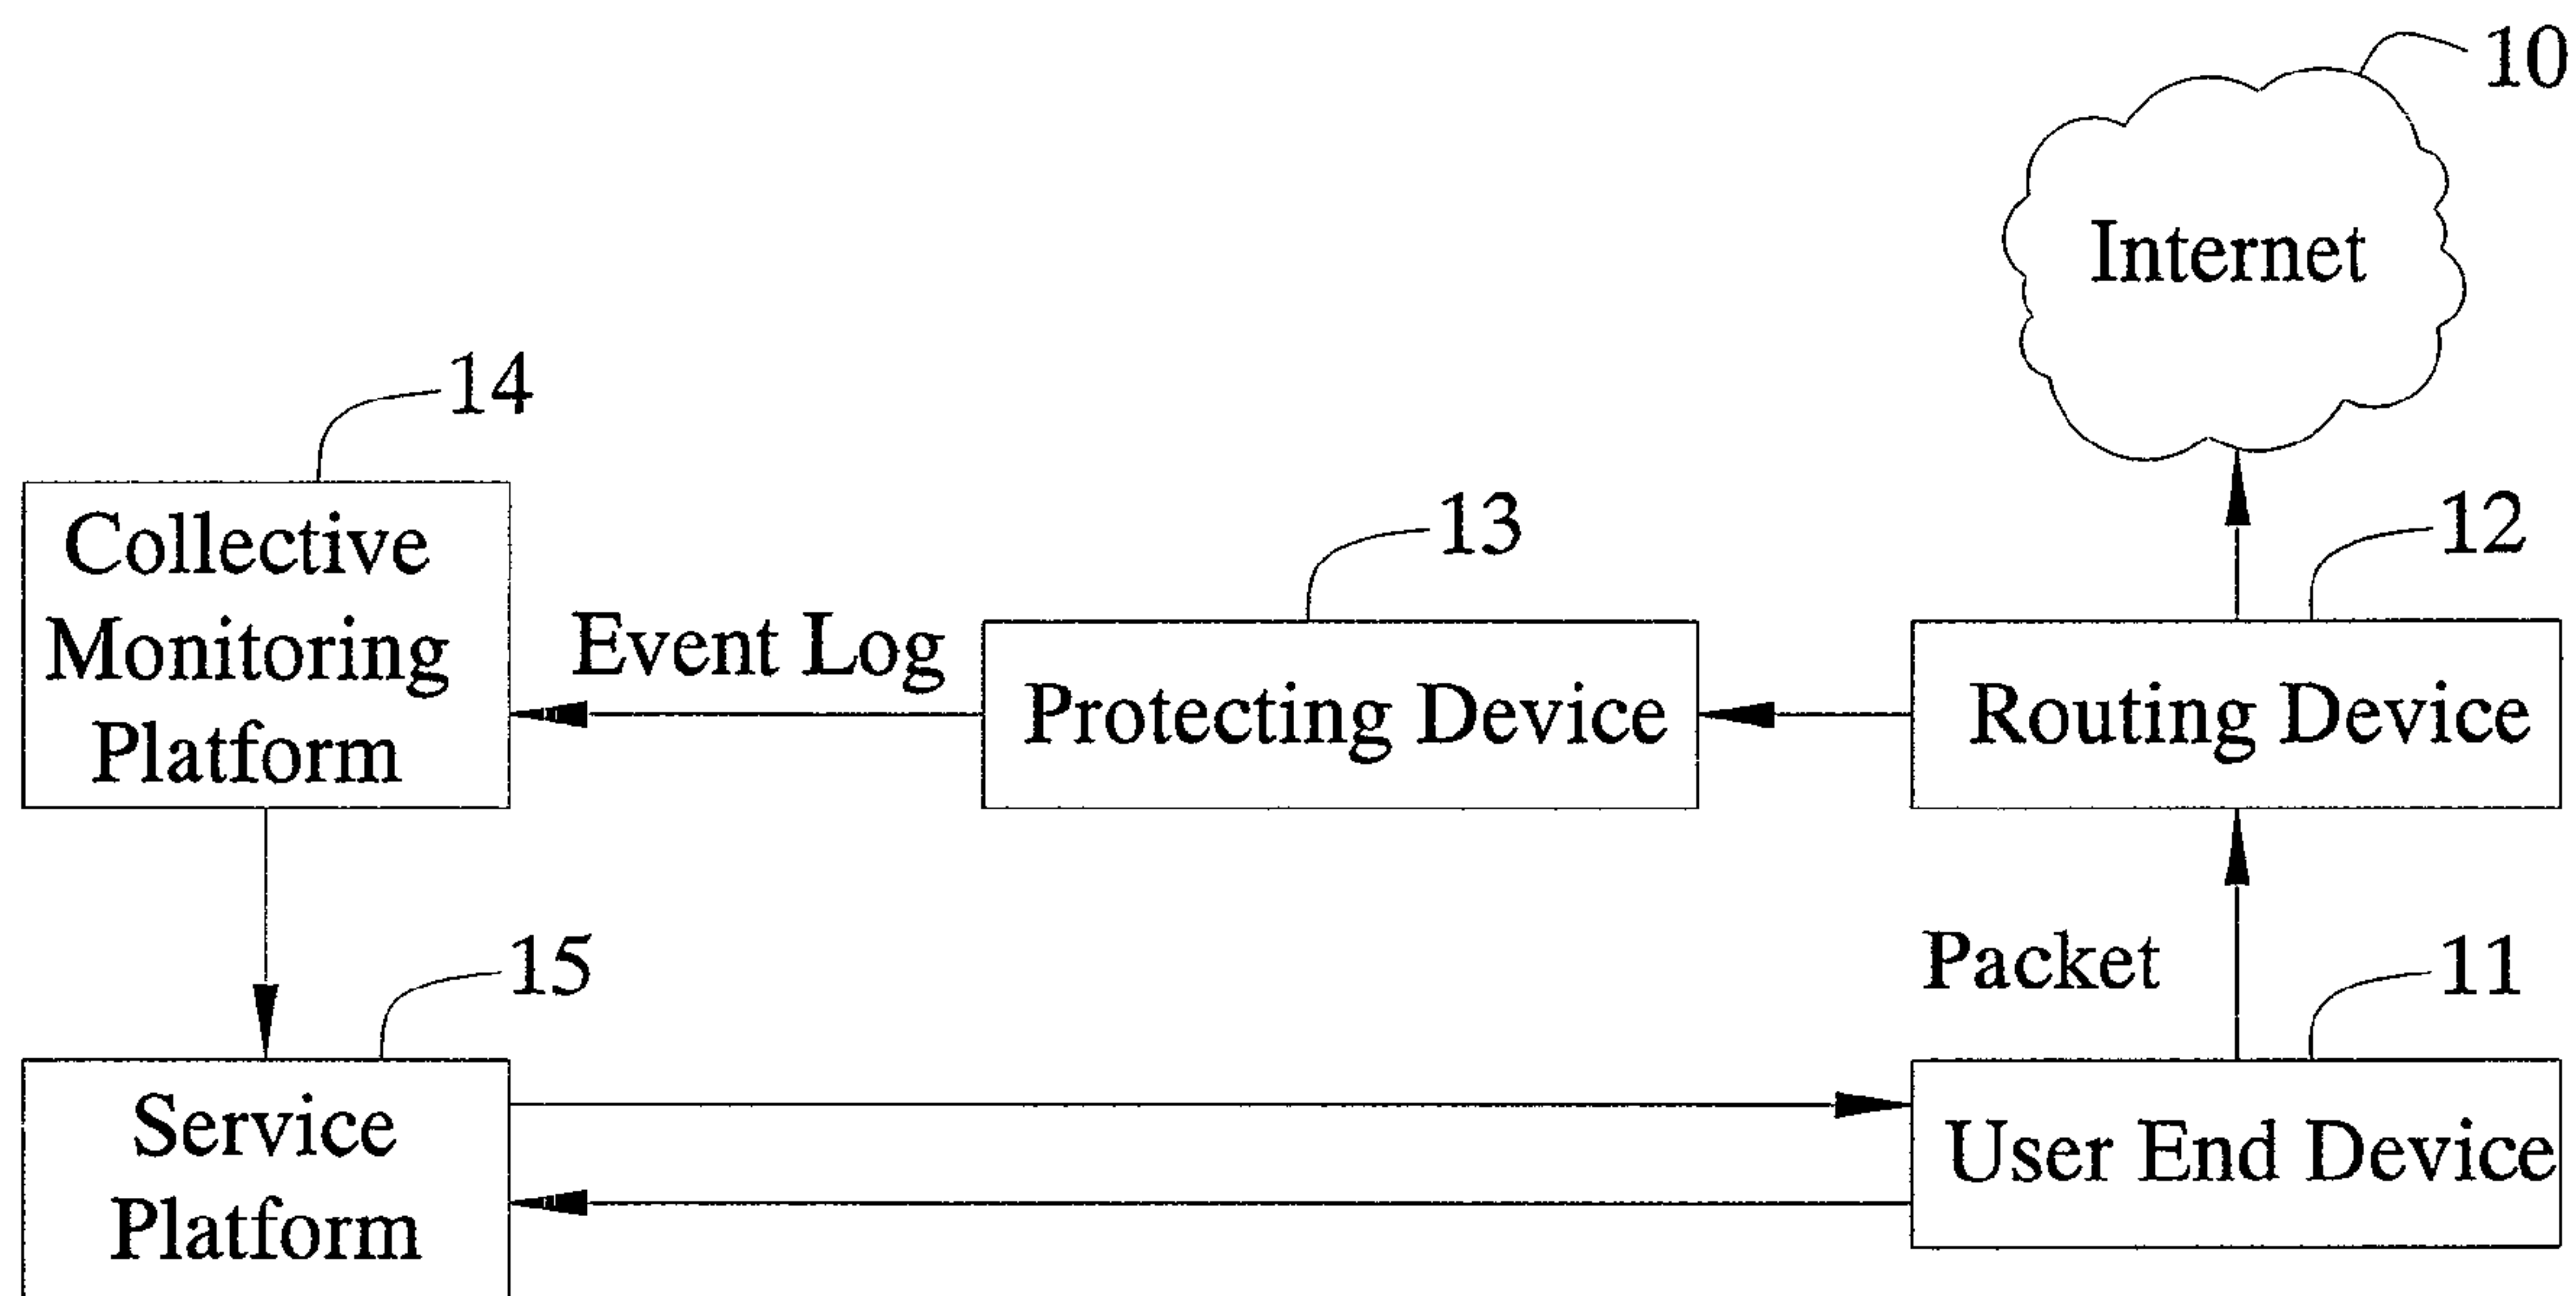 10
Internet
14
Collective
Monitoring
Platform
Event Log
13
Protecting Device
12
Routing Device
Packet
15
Service
Platform
11
User End Device